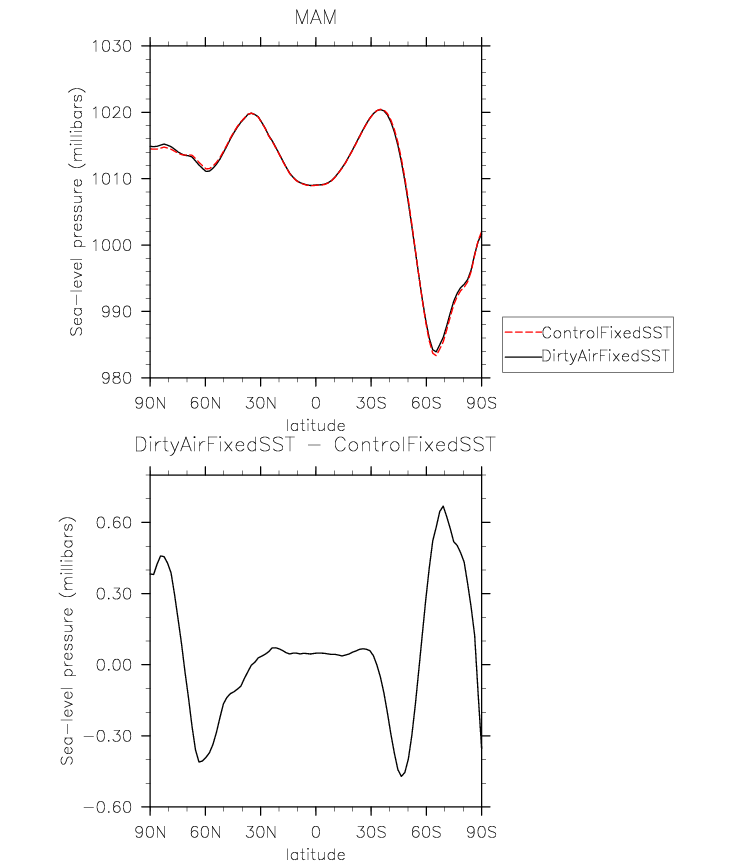 MAM
1030
1020
1010
1000
990
980
Sea-level pressure (millibars)
90N 60N 30N 0 30S 60S 90S
latitude
ControlFixedSST
DirtyAirFixedSST
DirtyAirFixedSST - ControlFixedSST
0.60
0.30
0.00
-0.30
-0.60
Sea-level pressure (millibars)
90N 60N 30N 0 30S 60S 90S
latitude